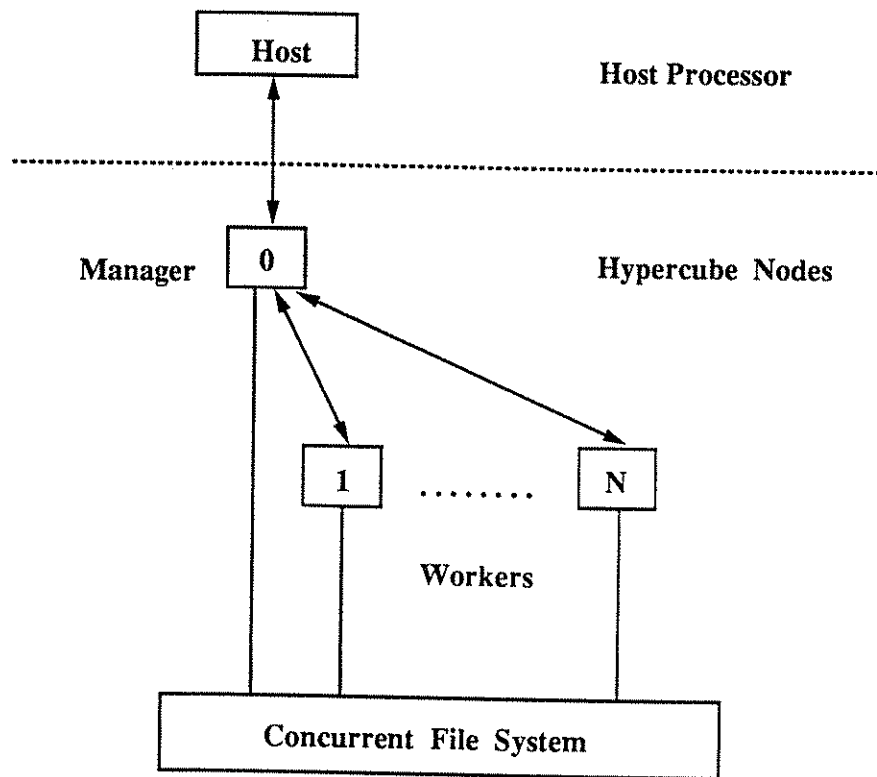 Host
Host Processor
0
Manager
Hypercube Nodes
1
........
N
Workers
Concurrent File System